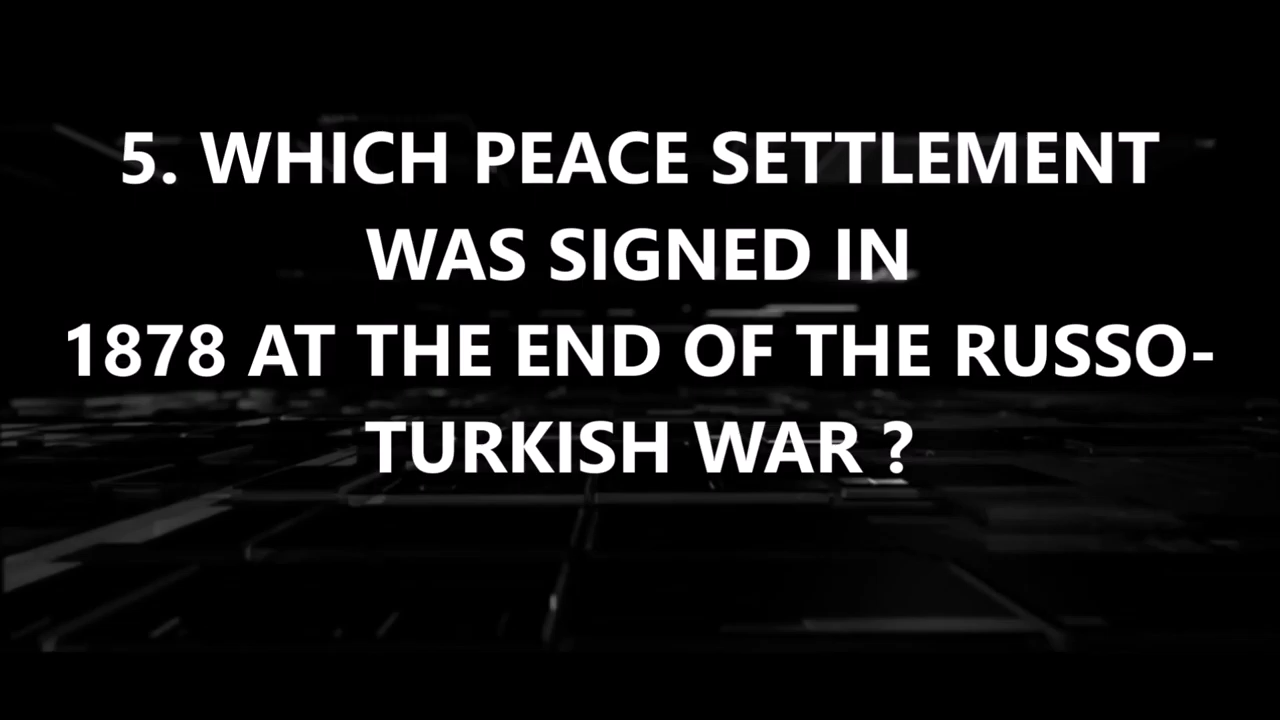 5. WHICH PEACE SETTLEMENT
WAS SIGNED IN
1878 AT THE END OF THE RUSSO-
TURKISH WAR ?